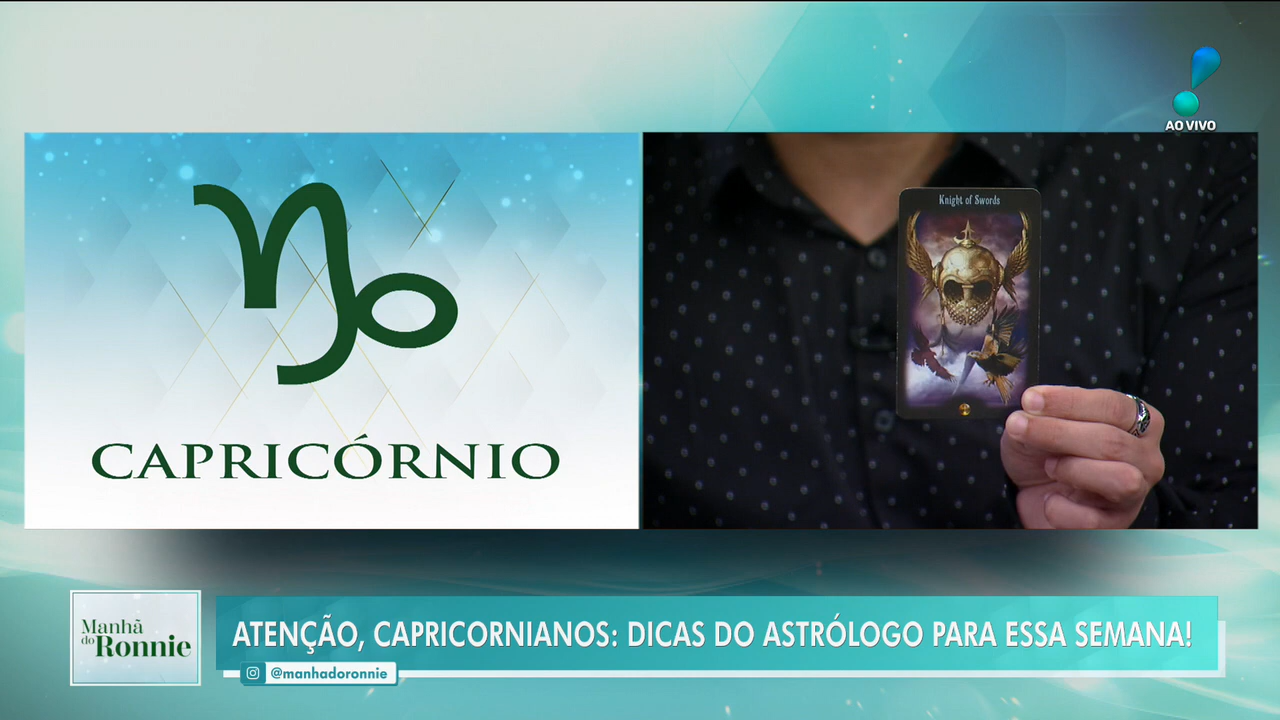 AO VIVO
CAPRICÓRNIO
Knight of Swords
Manhã
do Ronnie
ATENÇÃO, CAPRICORNIANOS: DICAS DO ASTRÓLOGO PARA ESSA SEMANA!
@manhadoronnie